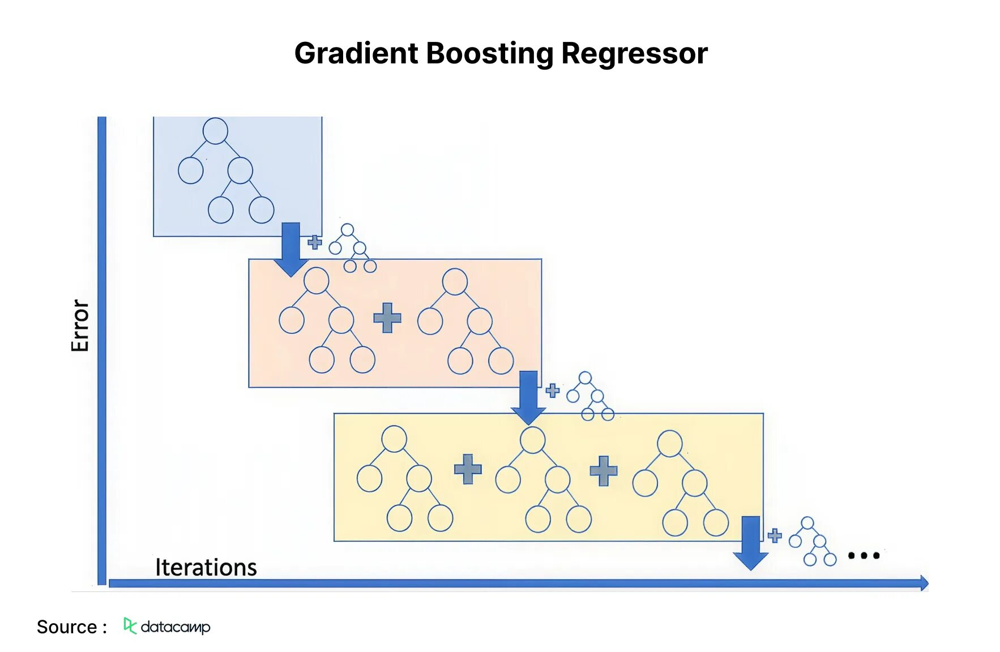 Gradient Boosting Regressor
Error
Iterations
Source : datacamp